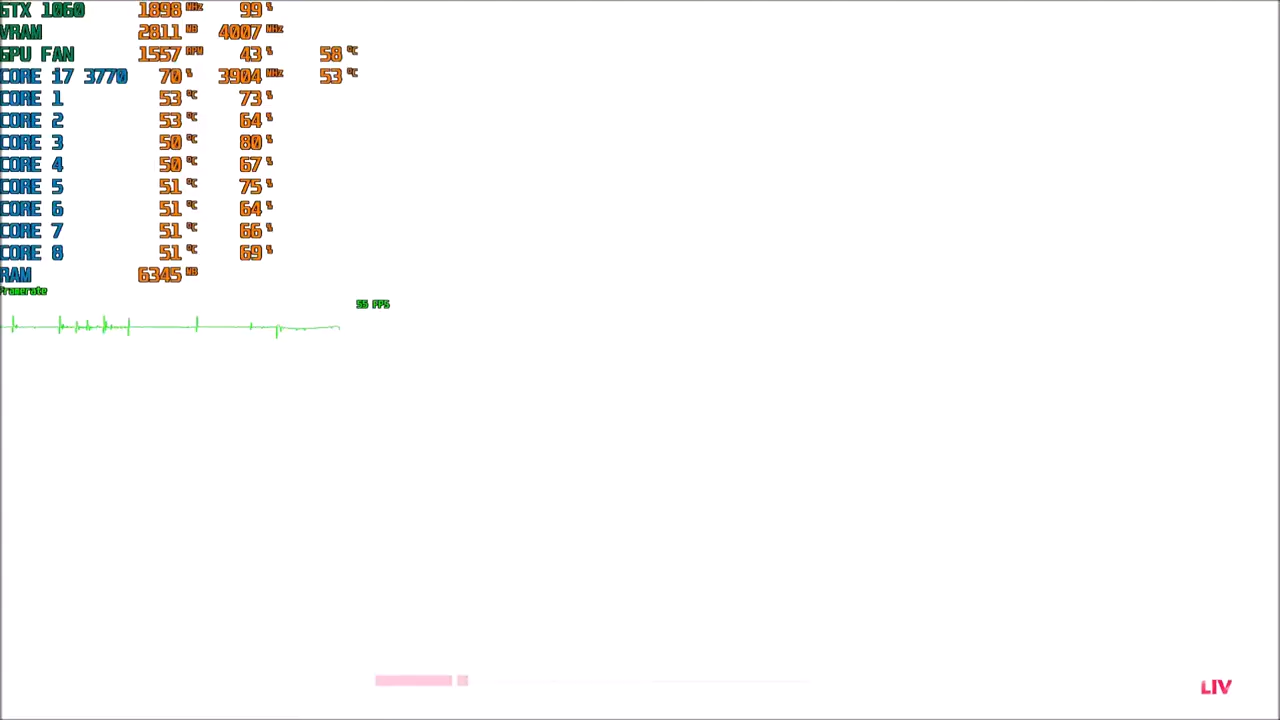 GTX 1060 1898 MHz 99 %
VRAM 2811 MB 4007 MHz
GPU FAN 1557 RPM 43 % 58 °C
CORE i7 3770 70 % 3904 MHz 53 °C
CORE 1 53 °C 73 %
CORE 2 53 °C 64 %
CORE 3 50 °C 80 %
CORE 4 50 °C 67 %
CORE 5 51 °C 75 %
CORE 6 51 °C 64 %
CORE 7 51 °C 66 %
CORE 8 51 °C 69 %
RAM 6345 MB
Framerate
55 FPS
LIV